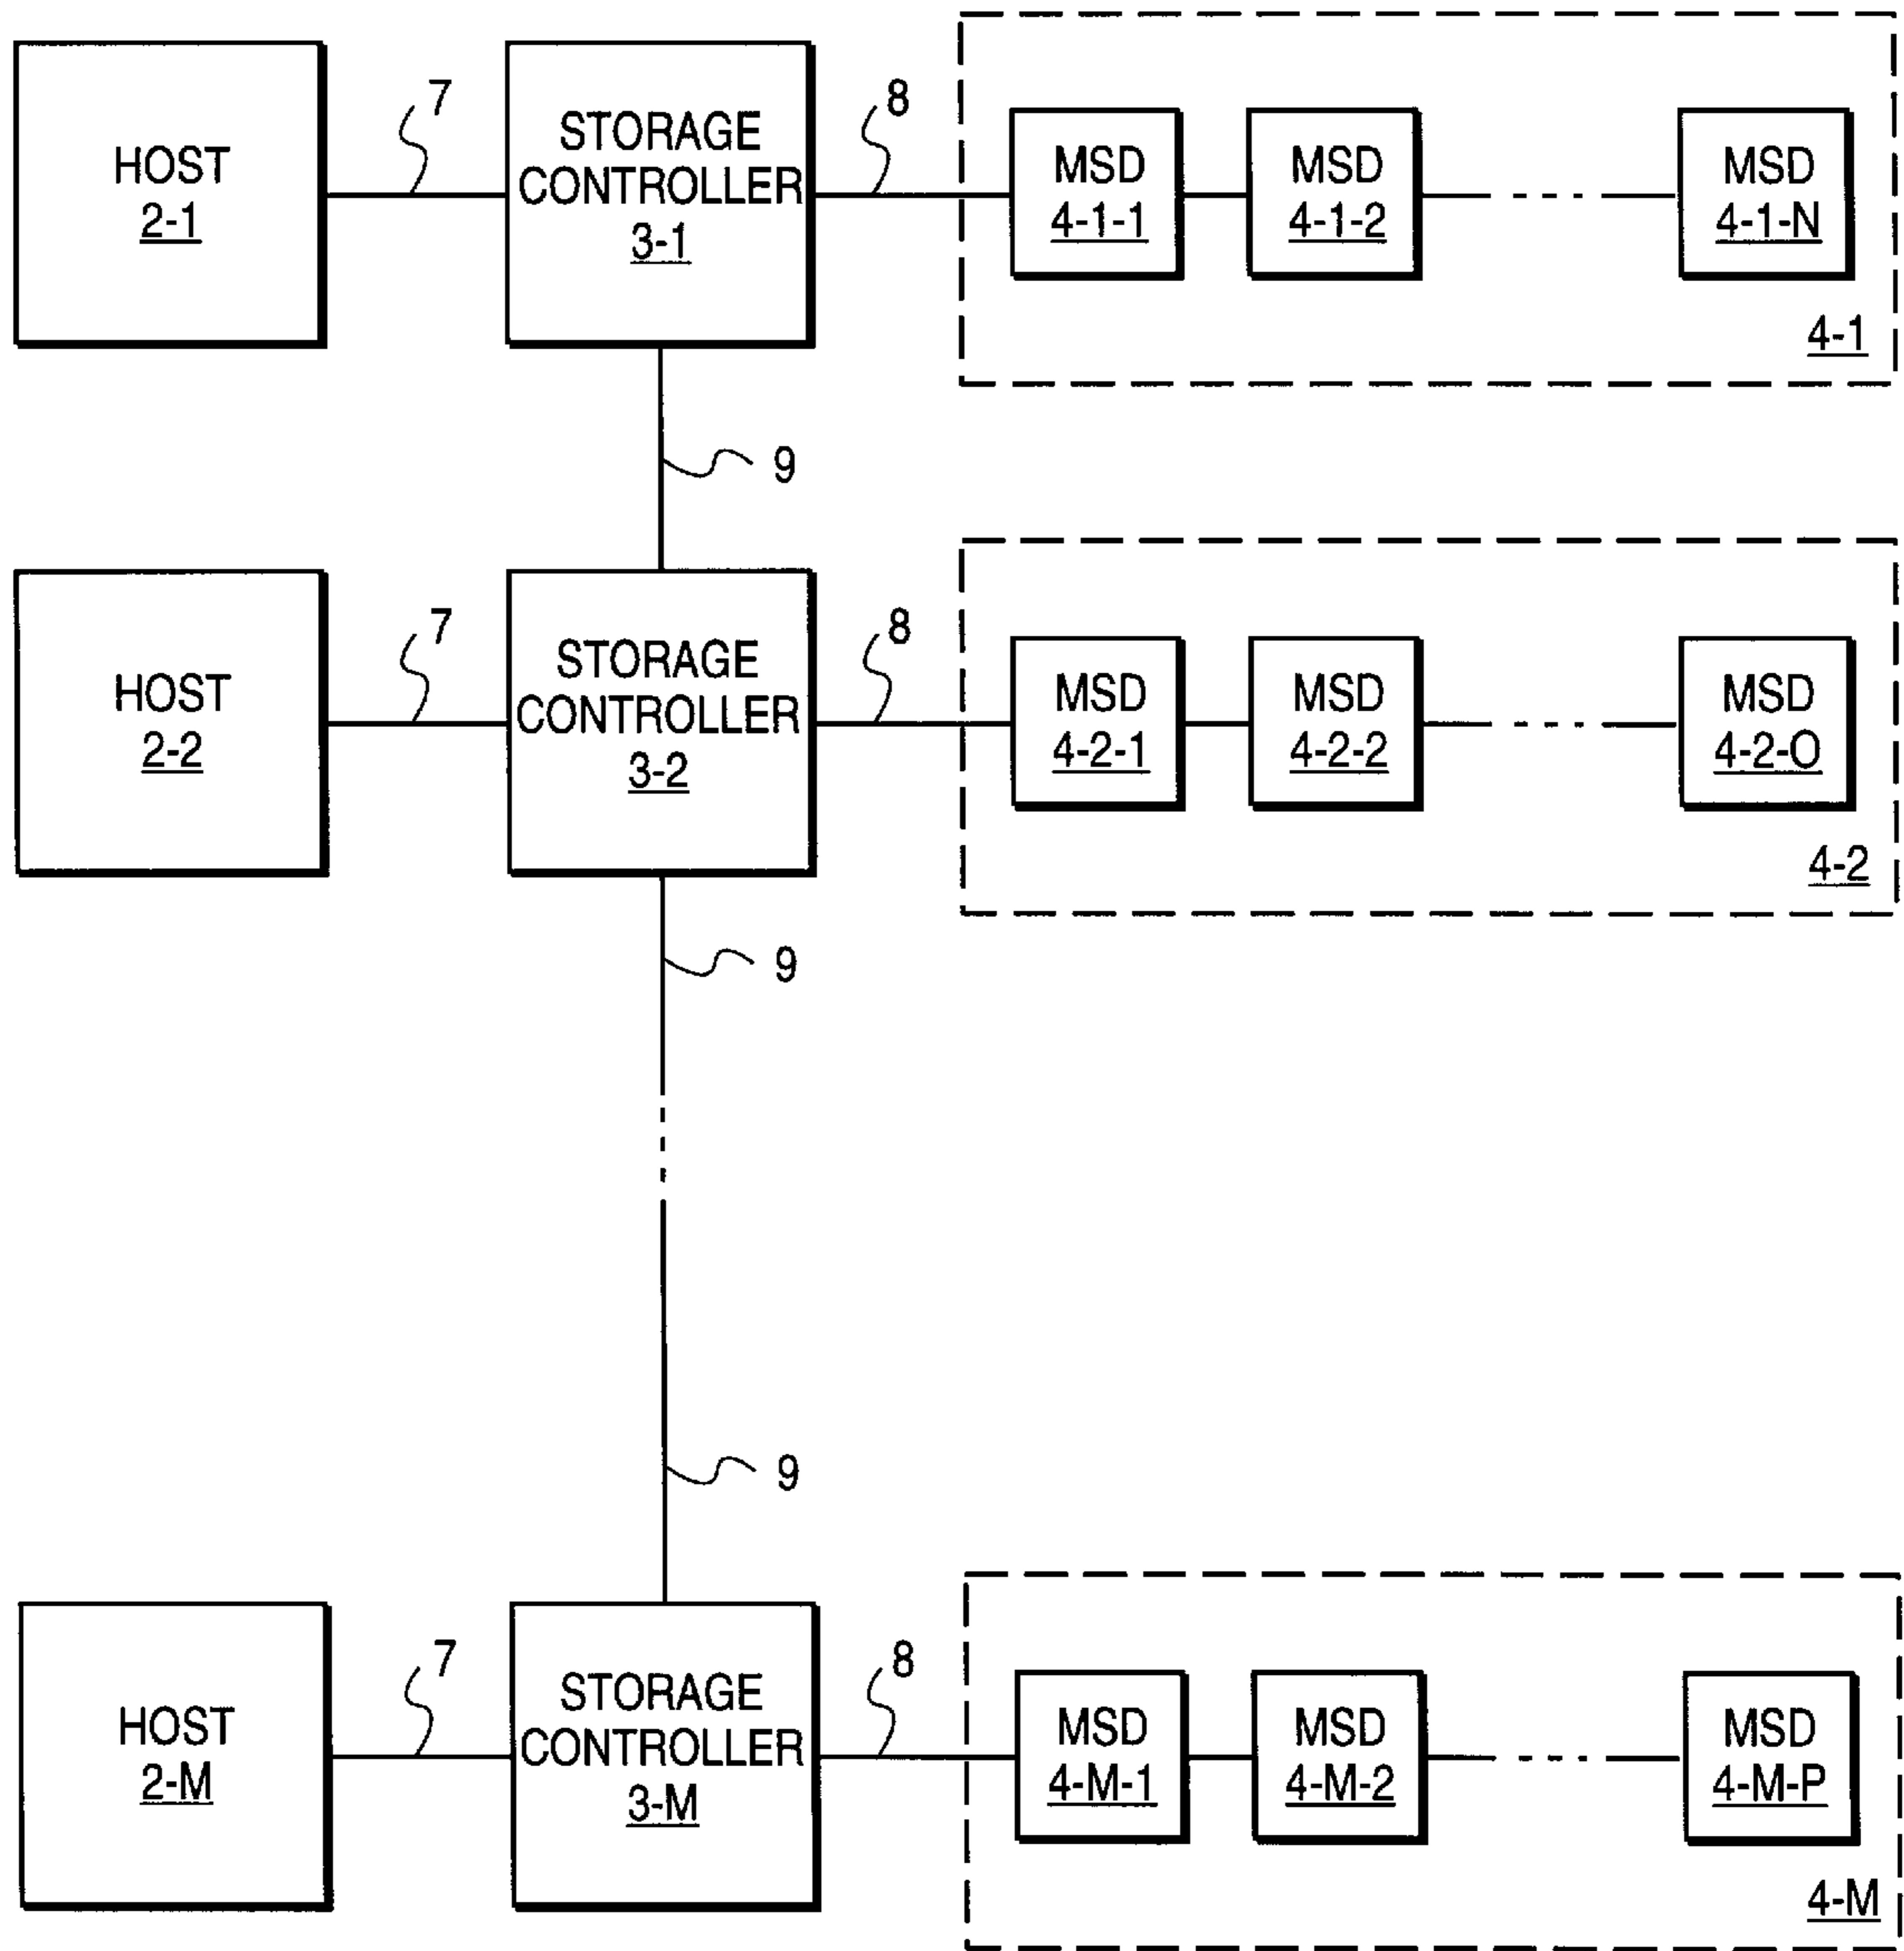 7
8
HOST
2-1
STORAGE
CONTROLLER
3-1
MSD
4-1-1
MSD
4-1-2
MSD
4-1-N
4-1
9
7
8
HOST
2-2
STORAGE
CONTROLLER
3-2
MSD
4-2-1
MSD
4-2-2
MSD
4-2-O
4-2
9
9
7
8
HOST
2-M
STORAGE
CONTROLLER
3-M
MSD
4-M-1
MSD
4-M-2
MSD
4-M-P
4-M